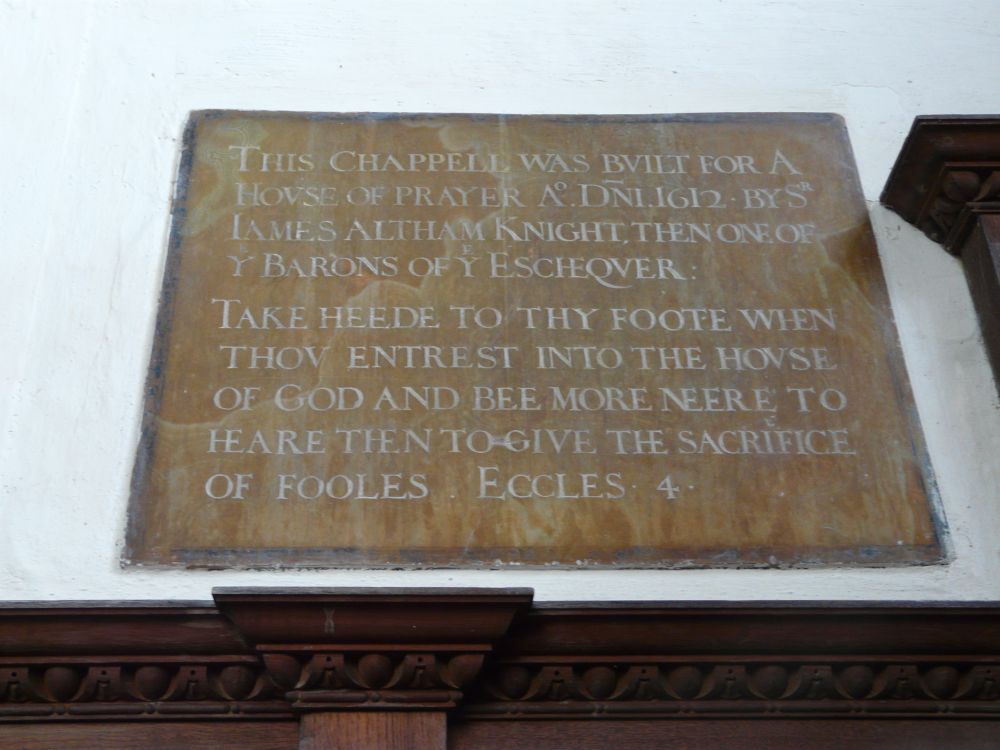 THIS CHAPPELL WAS BVILT FOR A
HOVSE OF PRAYER Aº. DÑI. 1612 · BY Sᴿ
IAMES ALTHAM KNIGHT, THEN ONE OF
Yᴱ BARONS OF Yᴱ ESCHEQVER:
TAKE HEEDE TO THY FOOTE WHEN
THOV ENTREST INTO THE HOVSE
OF GOD AND BEE MORE NEERE TO
HEARE THEN TO GIVE THE SACRIFICE
OF FOOLES ECCLES · 4 ·